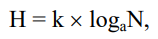 H = k × logₐN,